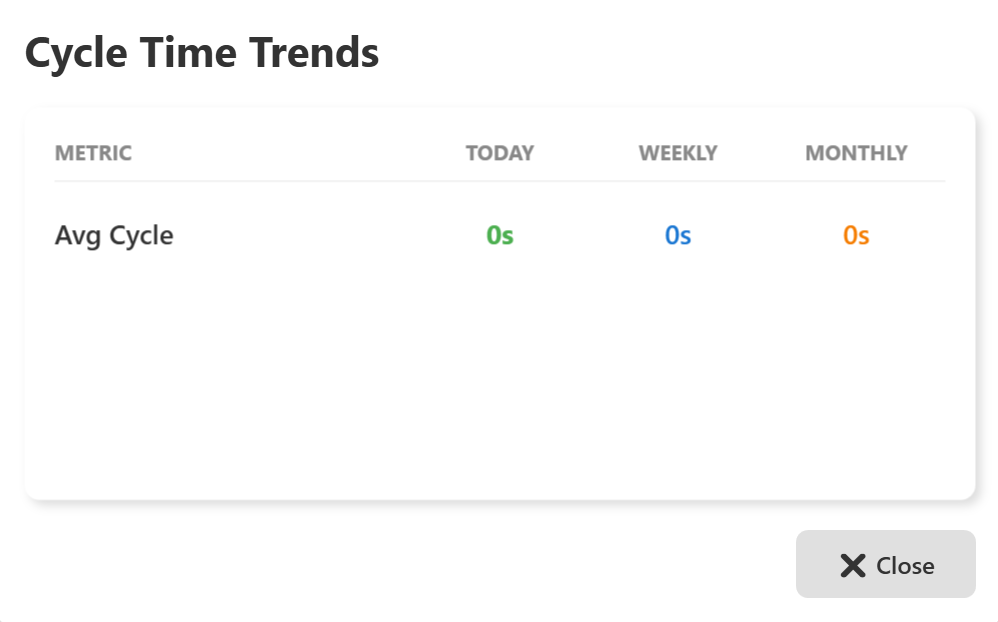 Cycle Time Trends
METRIC TODAY WEEKLY MONTHLY
Avg Cycle 0s 0s 0s
Close